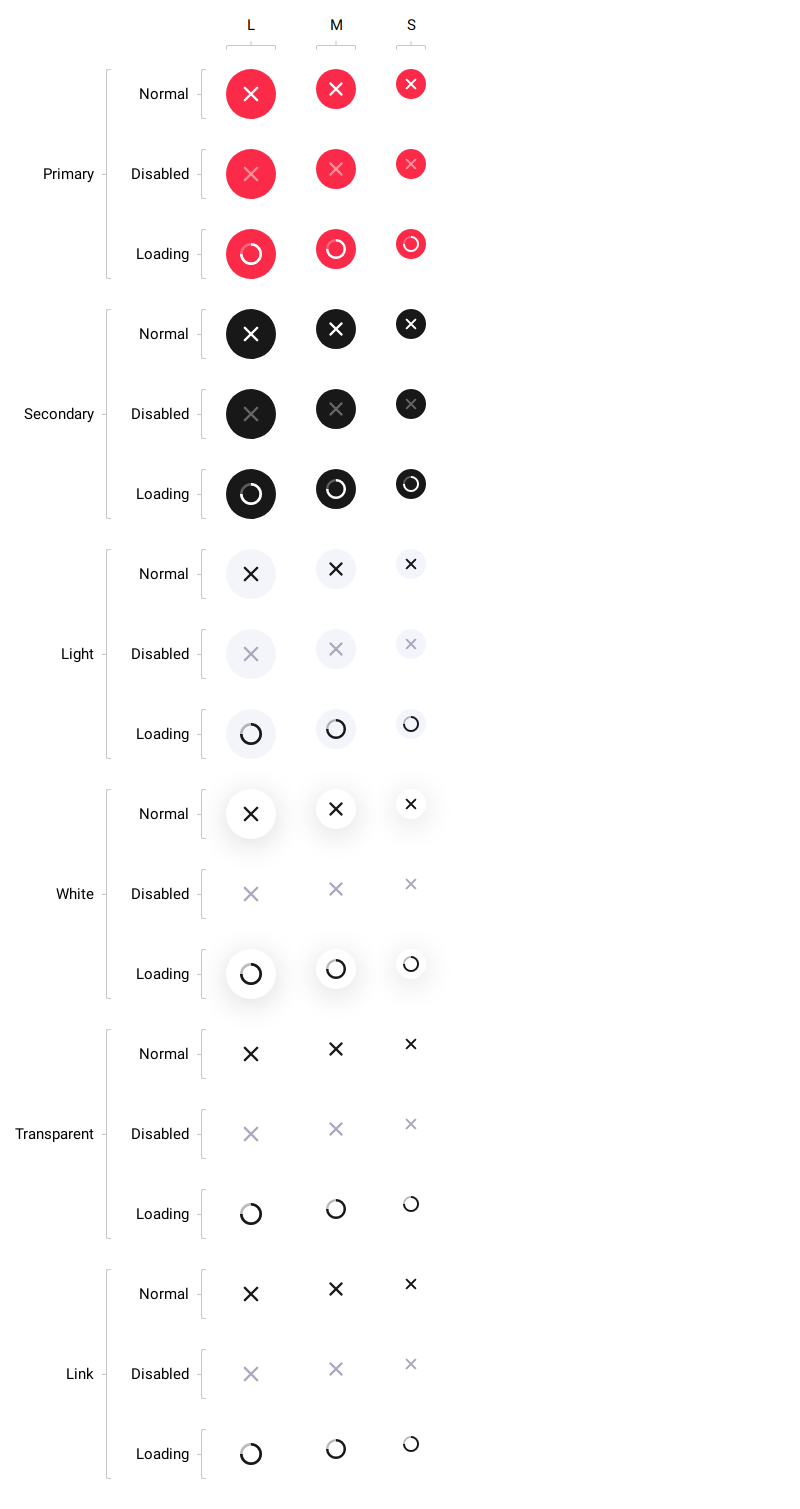 L M S
Normal
Primary Disabled
Loading
Normal
Secondary Disabled
Loading
Normal
Light Disabled
Loading
Normal
White Disabled
Loading
Normal
Transparent Disabled
Loading
Normal
Link Disabled
Loading